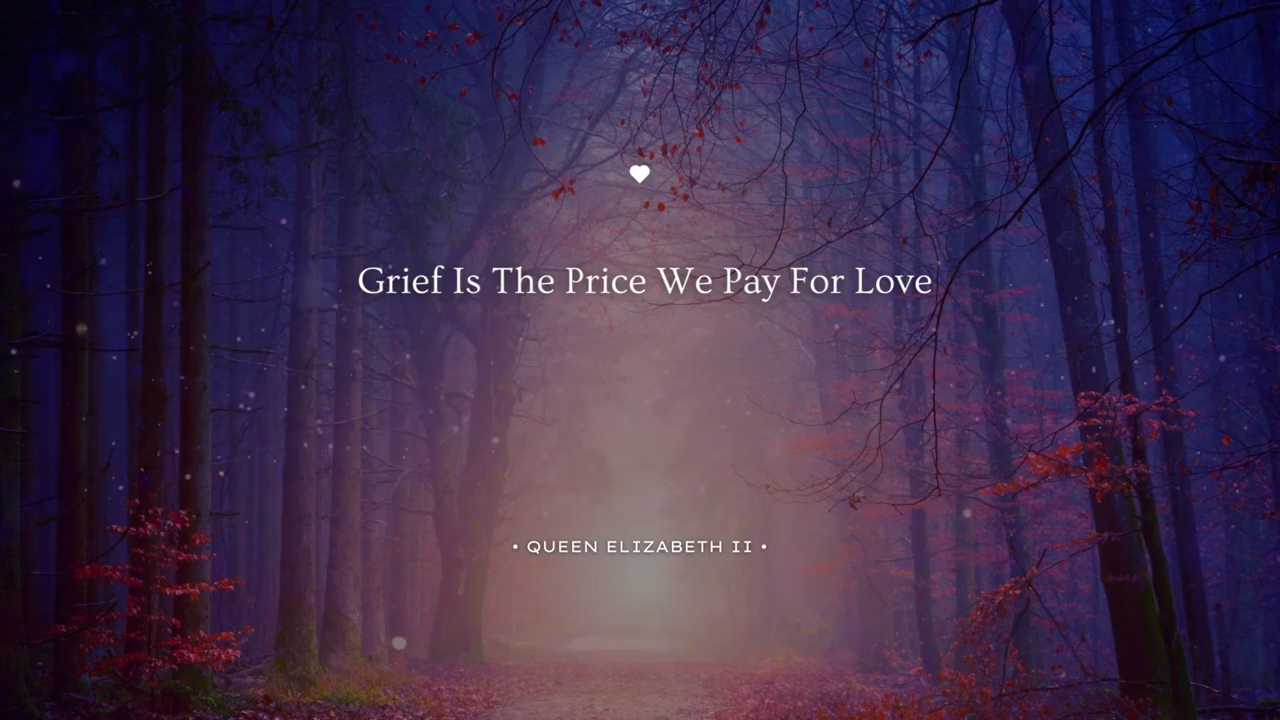 Grief Is The Price We Pay For Love
• QUEEN ELIZABETH II •